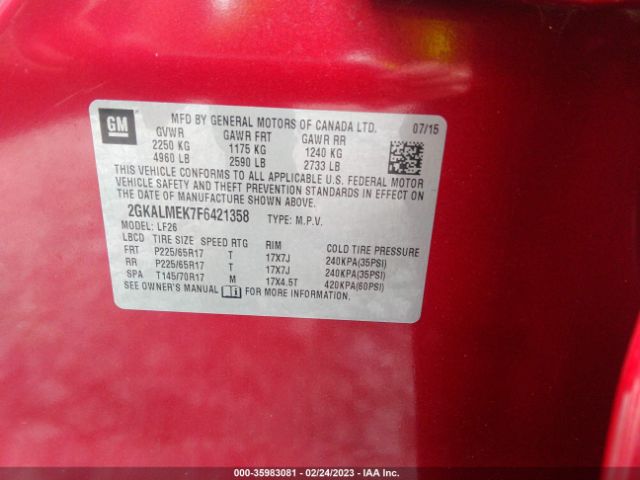 GM
MFD BY GENERAL MOTORS OF CANADA LTD. 07/15
GVWR GAWR FRT GAWR RR
2250 KG 1175 KG 1240 KG
4960 LB 2590 LB 2733 LB
THIS VEHICLE CONFORMS TO ALL APPLICABLE U.S. FEDERAL MOTOR
VEHICLE SAFETY AND THEFT PREVENTION STANDARDS IN EFFECT ON
THE DATE OF MANUFACTURE SHOWN ABOVE.
2GKALMEK7F6421358 TYPE: M.P.V.
MODEL: LF26
LBCD TIRE SIZE SPEED RTG RIM COLD TIRE PRESSURE
FRT P225/65R17 T 17X7J 240KPA(35PSI)
RR P225/65R17 T 17X7J 240KPA(35PSI)
SPA T145/70R17 M 17X4.5T 420KPA(60PSI)
SEE OWNER'S MANUAL i FOR MORE INFORMATION.
000-35983081 - 02/24/2023 - IAA Inc.